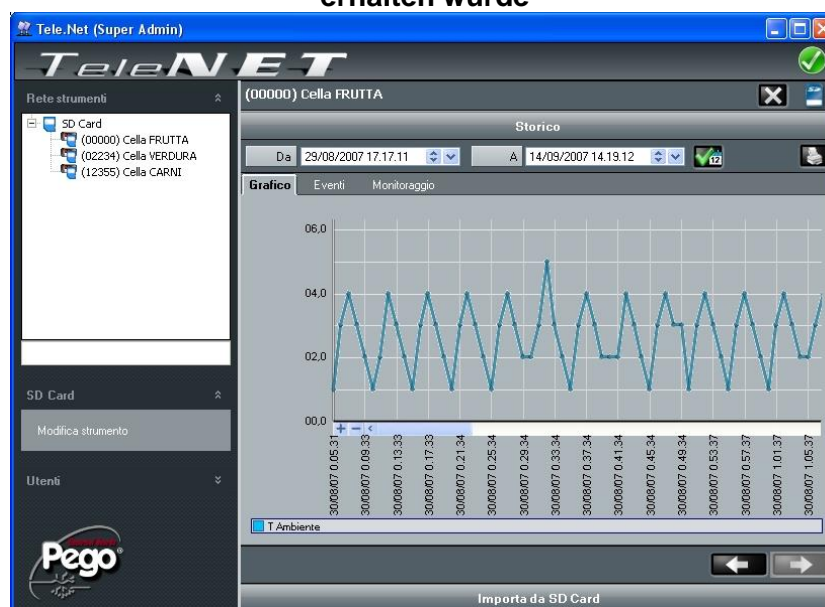 erhalten wurde
Tele.Net (Super Admin)
TeleNET
Rete strumenti
SD Card
(00000) Cella FRUTTA
(02234) Cella VERDURA
(12355) Cella CARNI
SD Card
Modifica strumento
Utenti
Pego
(00000) Cella FRUTTA
Storico
Da 29/08/2007 17.17.11 A 14/09/2007 14.19.12 12
Grafico Eventi Monitoraggio
06,0
04,0
02,0
00,0
30/08/07 0.05.31
30/08/07 0.09.33
30/08/07 0.13.33
30/08/07 0.17.33
30/08/07 0.21.34
30/08/07 0.25.34
30/08/07 0.29.34
30/08/07 0.33.34
30/08/07 0.37.34
30/08/07 0.41.34
30/08/07 0.45.34
30/08/07 0.49.34
30/08/07 0.53.37
30/08/07 0.57.37
30/08/07 1.01.37
30/08/07 1.05.37
T Ambiente
Importa da SD Card